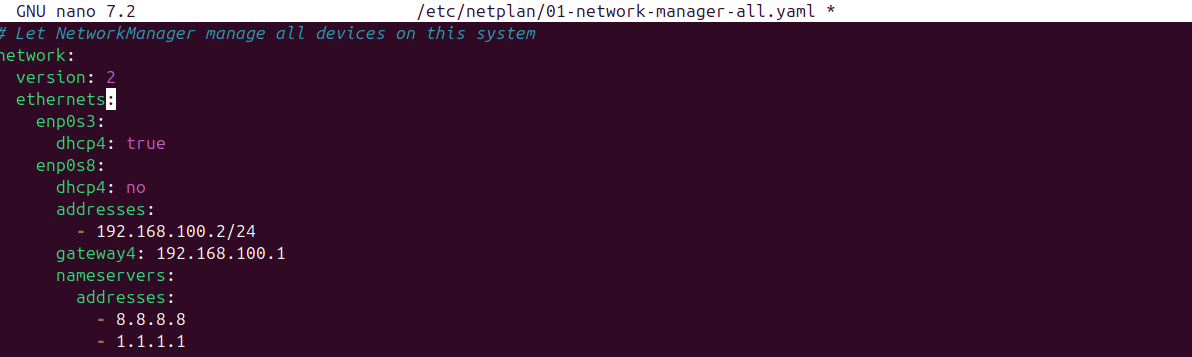 GNU nano 7.2 /etc/netplan/01-network-manager-all.yaml *
# Let NetworkManager manage all devices on this system
network:
  version: 2
  ethernets:
    enp0s3:
      dhcp4: true
    enp0s8:
      dhcp4: no
      addresses:
        - 192.168.100.2/24
      gateway4: 192.168.100.1
      nameservers:
        addresses:
          - 8.8.8.8
          - 1.1.1.1